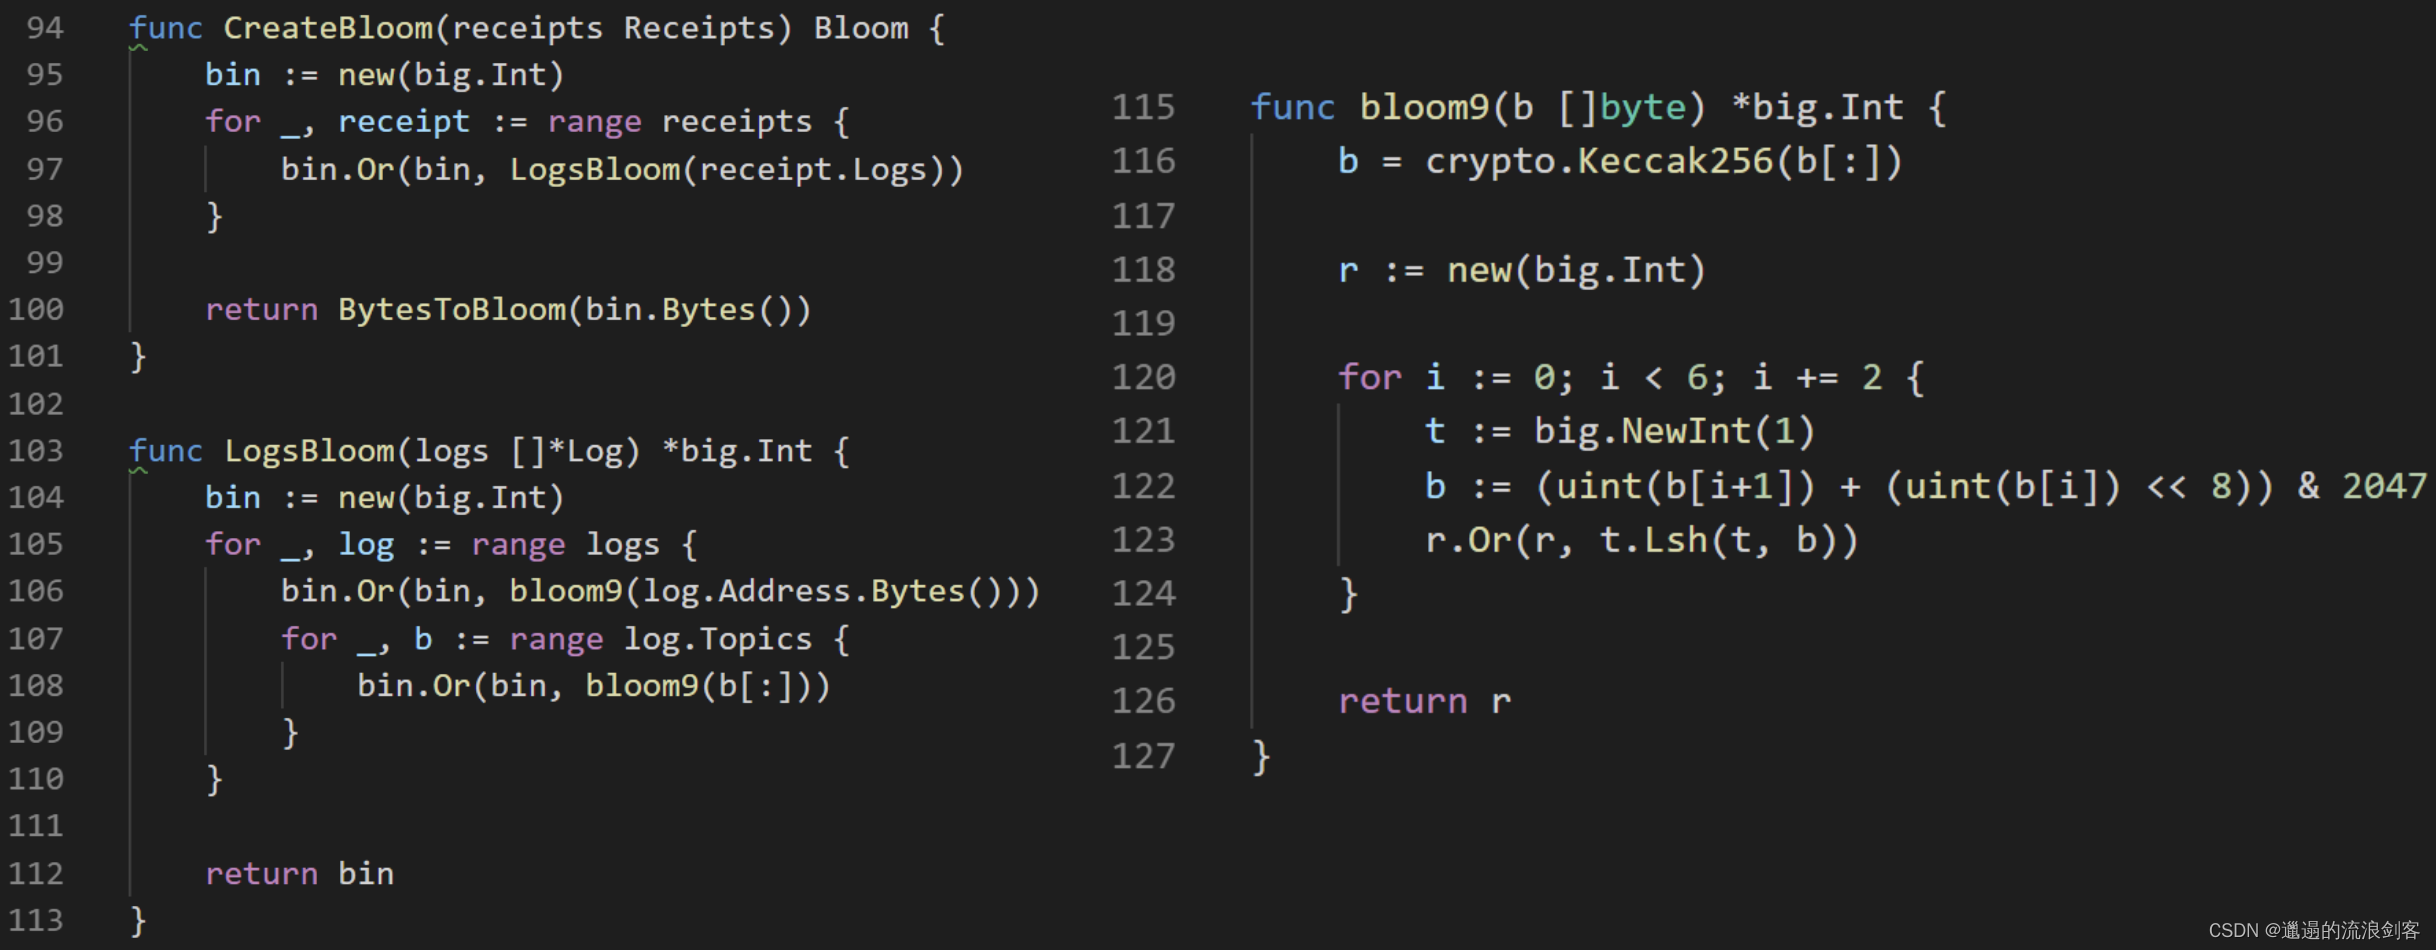 94 func CreateBloom(receipts Receipts) Bloom {
95 bin := new(big.Int)
96 for _, receipt := range receipts {
97 bin.Or(bin, LogsBloom(receipt.Logs))
98 }
99
100 return BytesToBloom(bin.Bytes())
101 }
102
103 func LogsBloom(logs []*Log) *big.Int {
104 bin := new(big.Int)
105 for _, log := range logs {
106 bin.Or(bin, bloom9(log.Address.Bytes()))
107 for _, b := range log.Topics {
108 bin.Or(bin, bloom9(b[:]))
109 }
110 }
111
112 return bin
113 }
115 func bloom9(b []byte) *big.Int {
116 b = crypto.Keccak256(b[:])
117
118 r := new(big.Int)
119
120 for i := 0; i < 6; i += 2 {
121 t := big.NewInt(1)
122 b := (uint(b[i+1]) + (uint(b[i]) << 8)) & 2047
123 r.Or(r, t.Lsh(t, b))
124 }
125
126 return r
127 }
CSDN @邋遢的流浪剑客